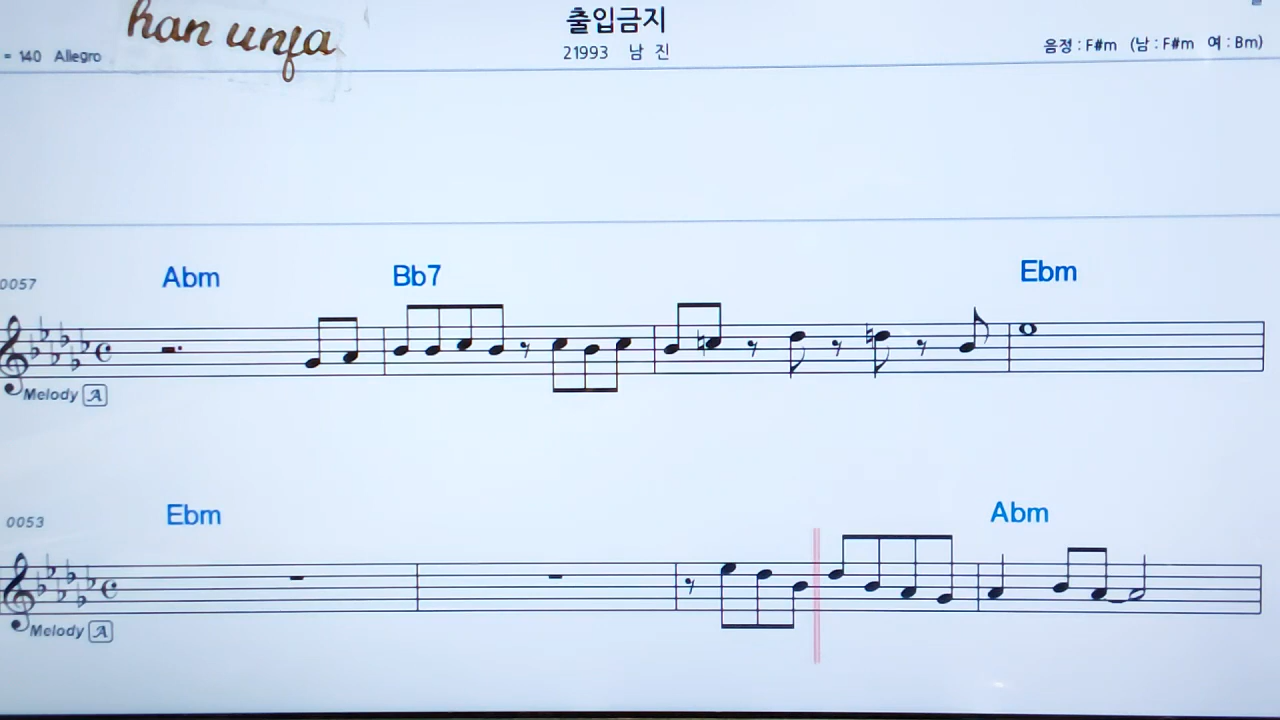 han unfa
출입금지
= 140 Allegro
21993 남 진
음정 : F#m (남 : F#m 여 : Bm)
Abm Bb7 Ebm
0057
Melody A
Ebm Abm
0053
Melody A